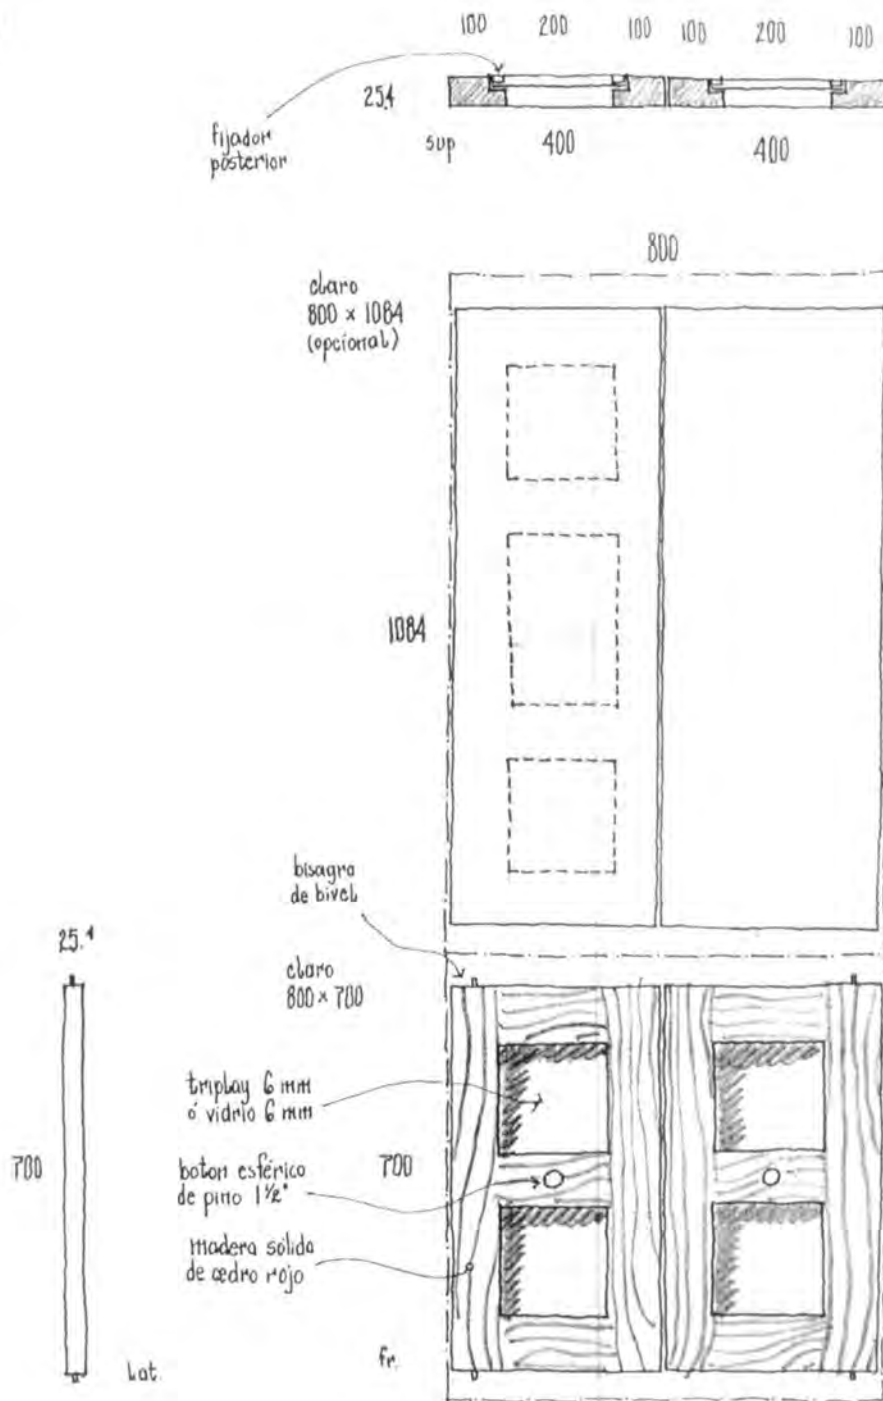 100 200 100 100 200 100
25.4
fijador
posterior
sup
400
400
800
claro
800 x 1084
(opcional)
1084
bisagra
de bivel
25.4
claro
800 x 700
triplay 6 mm
ó vidrio 6 mm
700
700
boton esférico
de pino 1 1/2"
madera sólida
de cedro rojo
Lat.
fr.